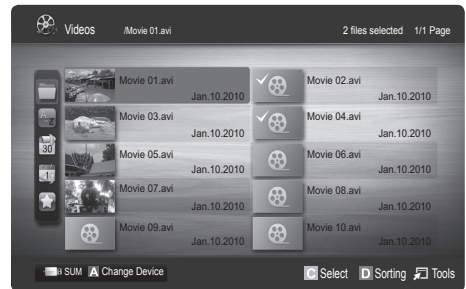 Videos /Movie 01.avi 2 files selected 1/1 Page
Movie 01.avi Movie 02.avi
Jan.10.2010 Jan.10.2010
Movie 03.avi Movie 04.avi
Jan.10.2010 Jan.10.2010
Movie 05.avi Movie 06.avi
Jan.10.2010 Jan.10.2010
Movie 07.avi Movie 08.avi
Jan.10.2010 Jan.10.2010
Movie 09.avi Movie 10.avi
Jan.10.2010 Jan.10.2010
30
1
SUM A Change Device C Select D Sorting Tools